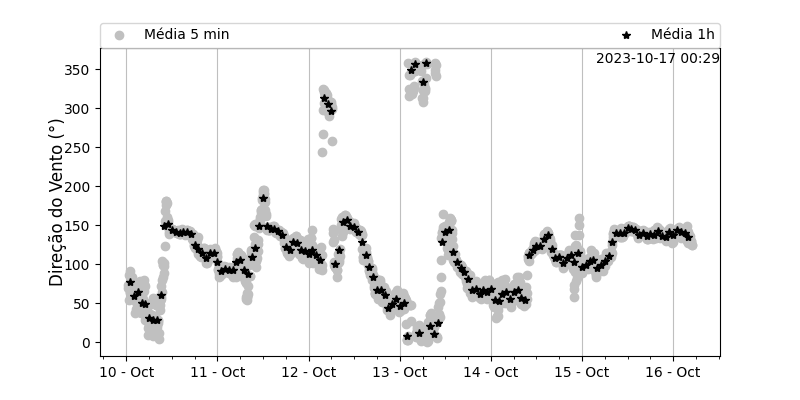 Média 5 min
Média 1h
2023-10-17 00:29
Direção do Vento (°)
350
300
250
200
150
100
50
0
10 - Oct
11 - Oct
12 - Oct
13 - Oct
14 - Oct
15 - Oct
16 - Oct